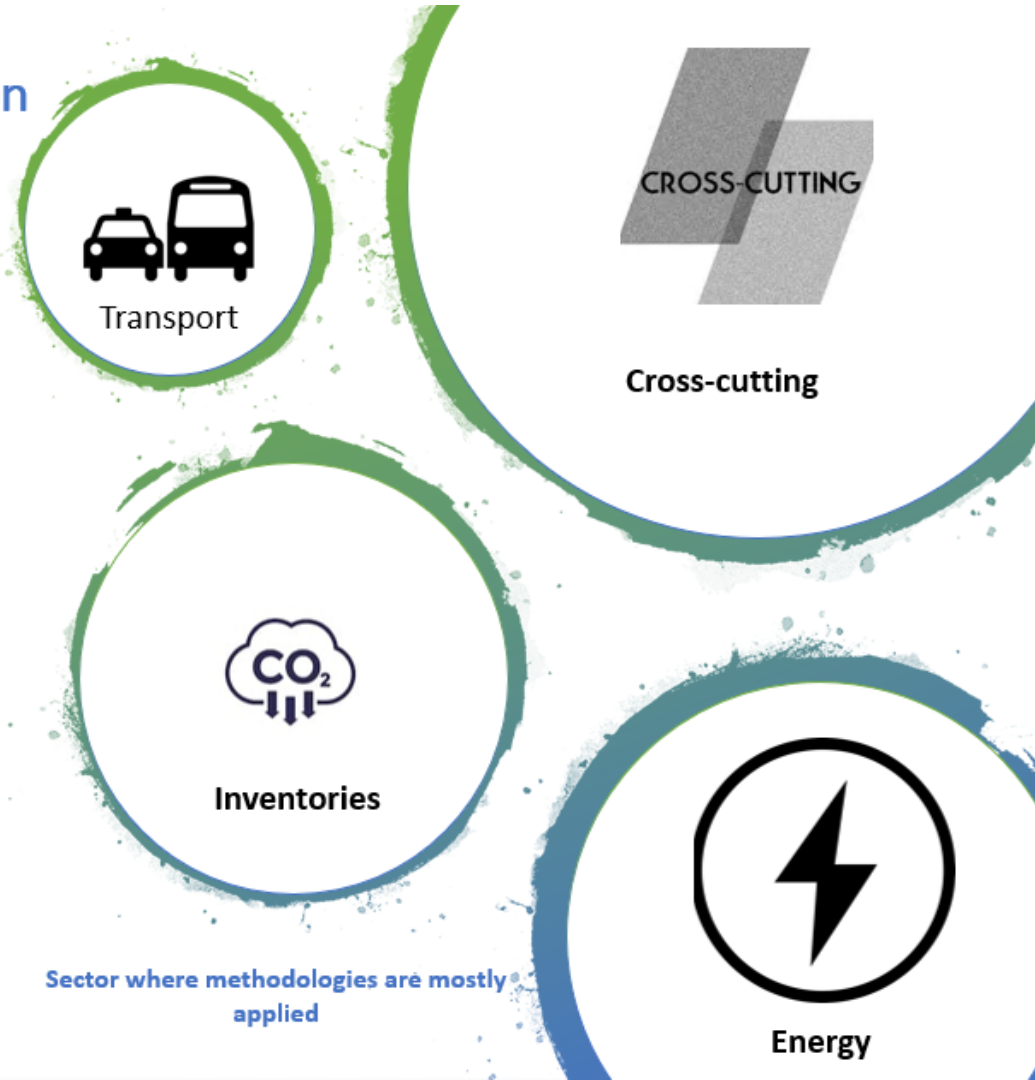 n
Transport
CROSS-CUTTING
Cross-cutting
CO₂
Inventories
Sector where methodologies are mostly
applied
Energy